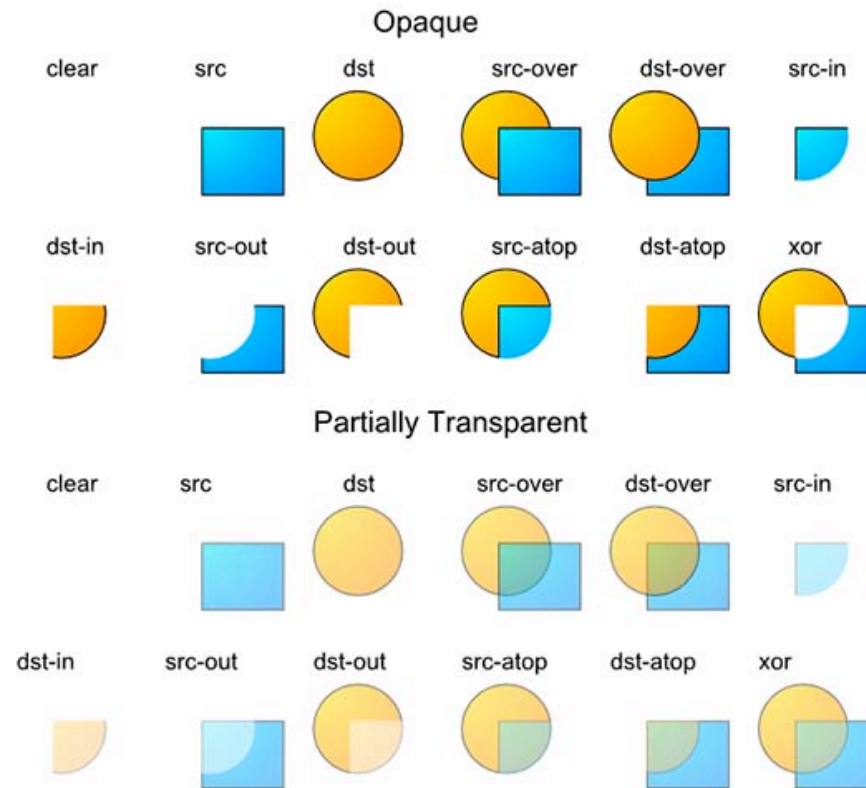 Opaque
clear src dst src-over dst-over src-in
dst-in src-out dst-out src-atop dst-atop xor
Partially Transparent
clear src dst src-over dst-over src-in
dst-in src-out dst-out src-atop dst-atop xor